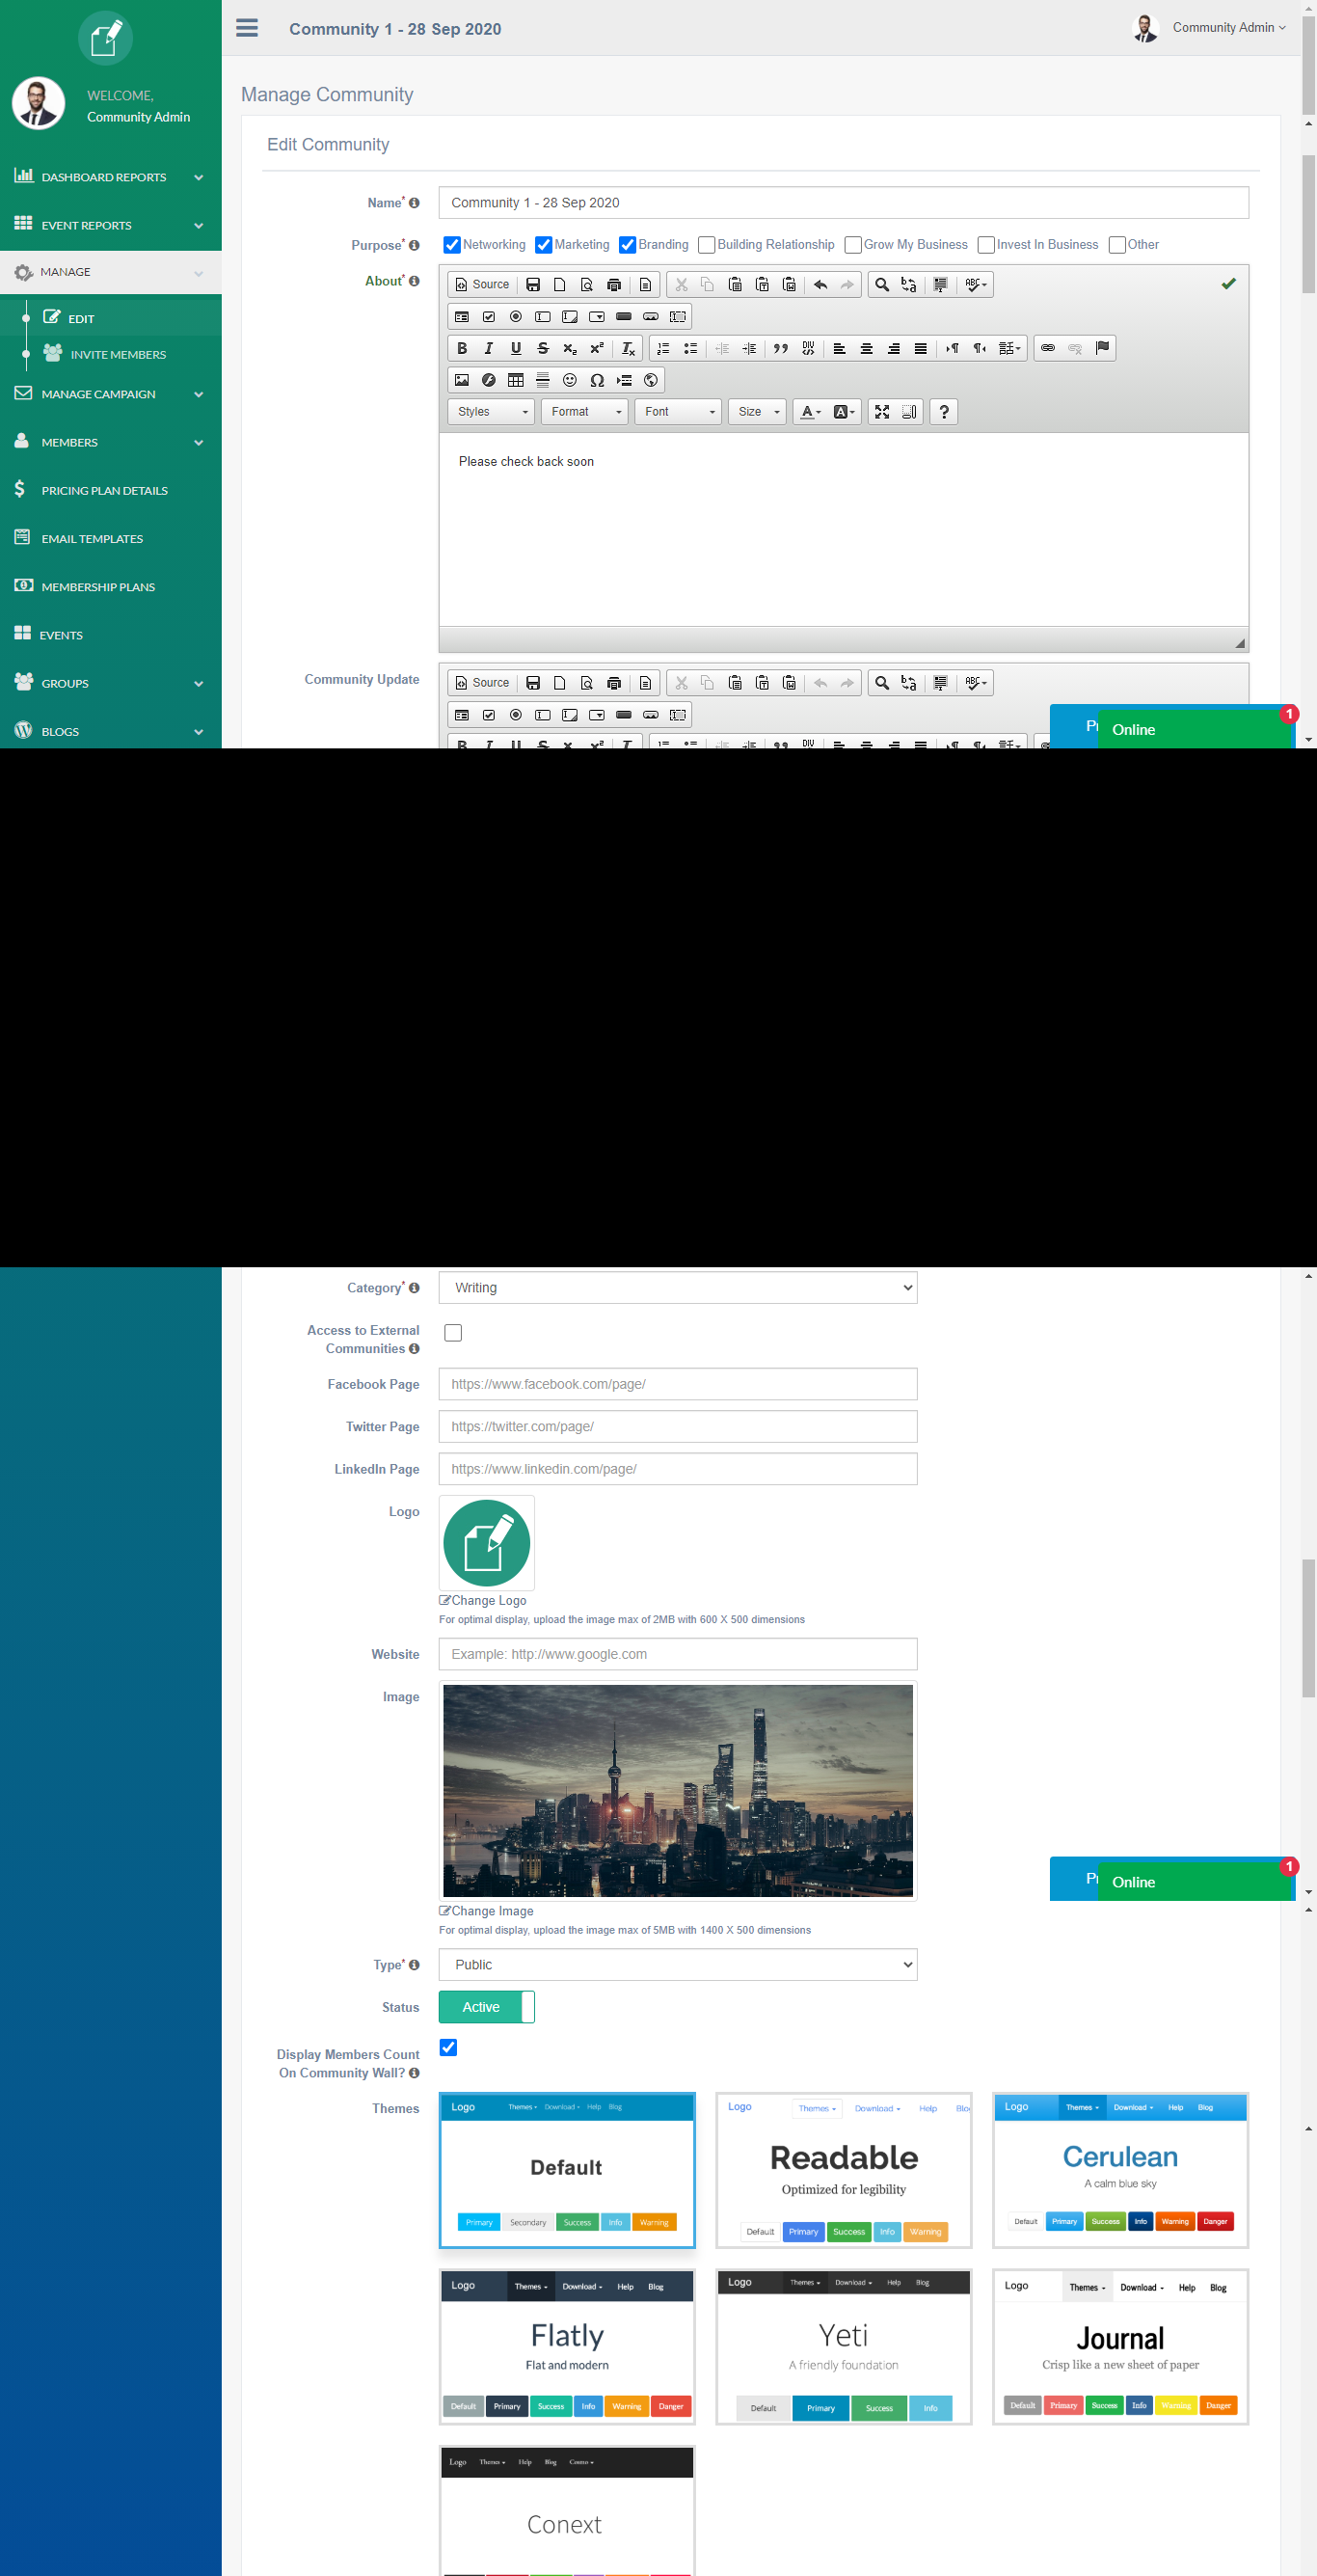 Community 1 - 28 Sep 2020
Community Admin
WELCOME,
Community Admin
DASHBOARD REPORTS
EVENT REPORTS
MANAGE
EDIT
INVITE MEMBERS
MANAGE CAMPAIGN
MEMBERS
PRICING PLAN DETAILS
EMAIL TEMPLATES
MEMBERSHIP PLANS
EVENTS
GROUPS
BLOGS
Manage Community
Edit Community
Name* Community 1 - 28 Sep 2020
Purpose* Networking Marketing Branding Building Relationship Grow My Business Invest In Business Other
About*
Source
Styles Format Font Size
Please check back soon
Community Update
Source
Online
1
Category* Writing
Access to External
Communities
Facebook Page https://www.facebook.com/page/
Twitter Page https://twitter.com/page/
LinkedIn Page https://www.linkedin.com/page/
Logo
Change Logo
For optimal display, upload the image max of 2MB with 600 X 500 dimensions
Website Example: http://www.google.com
Image
Online
1
Change Image
For optimal display, upload the image max of 5MB with 1400 X 500 dimensions
Type* Public
Status Active
Display Members Count
On Community Wall?
Themes
Logo Themes Download Help Blog
Default
Primary Secondary Success Info Warning
Logo Themes Download Help Blog
Readable
Optimized for legibility
Default Primary Success Info Warning
Logo Themes Download Help Blog
Cerulean
A calm blue sky
Default Primary Success Info Warning Danger
Logo Themes Download Help Blog
Flatly
Flat and modern
Default Primary Success Info Warning Danger
Logo Themes Download Help Blog
Yeti
A friendly foundation
Default Primary Success Info
Logo Themes Download Help Blog
Journal
Crisp like a new sheet of paper
Default Primary Success Info Warning Danger
Logo Themes Help Blog Cosmo
Conext